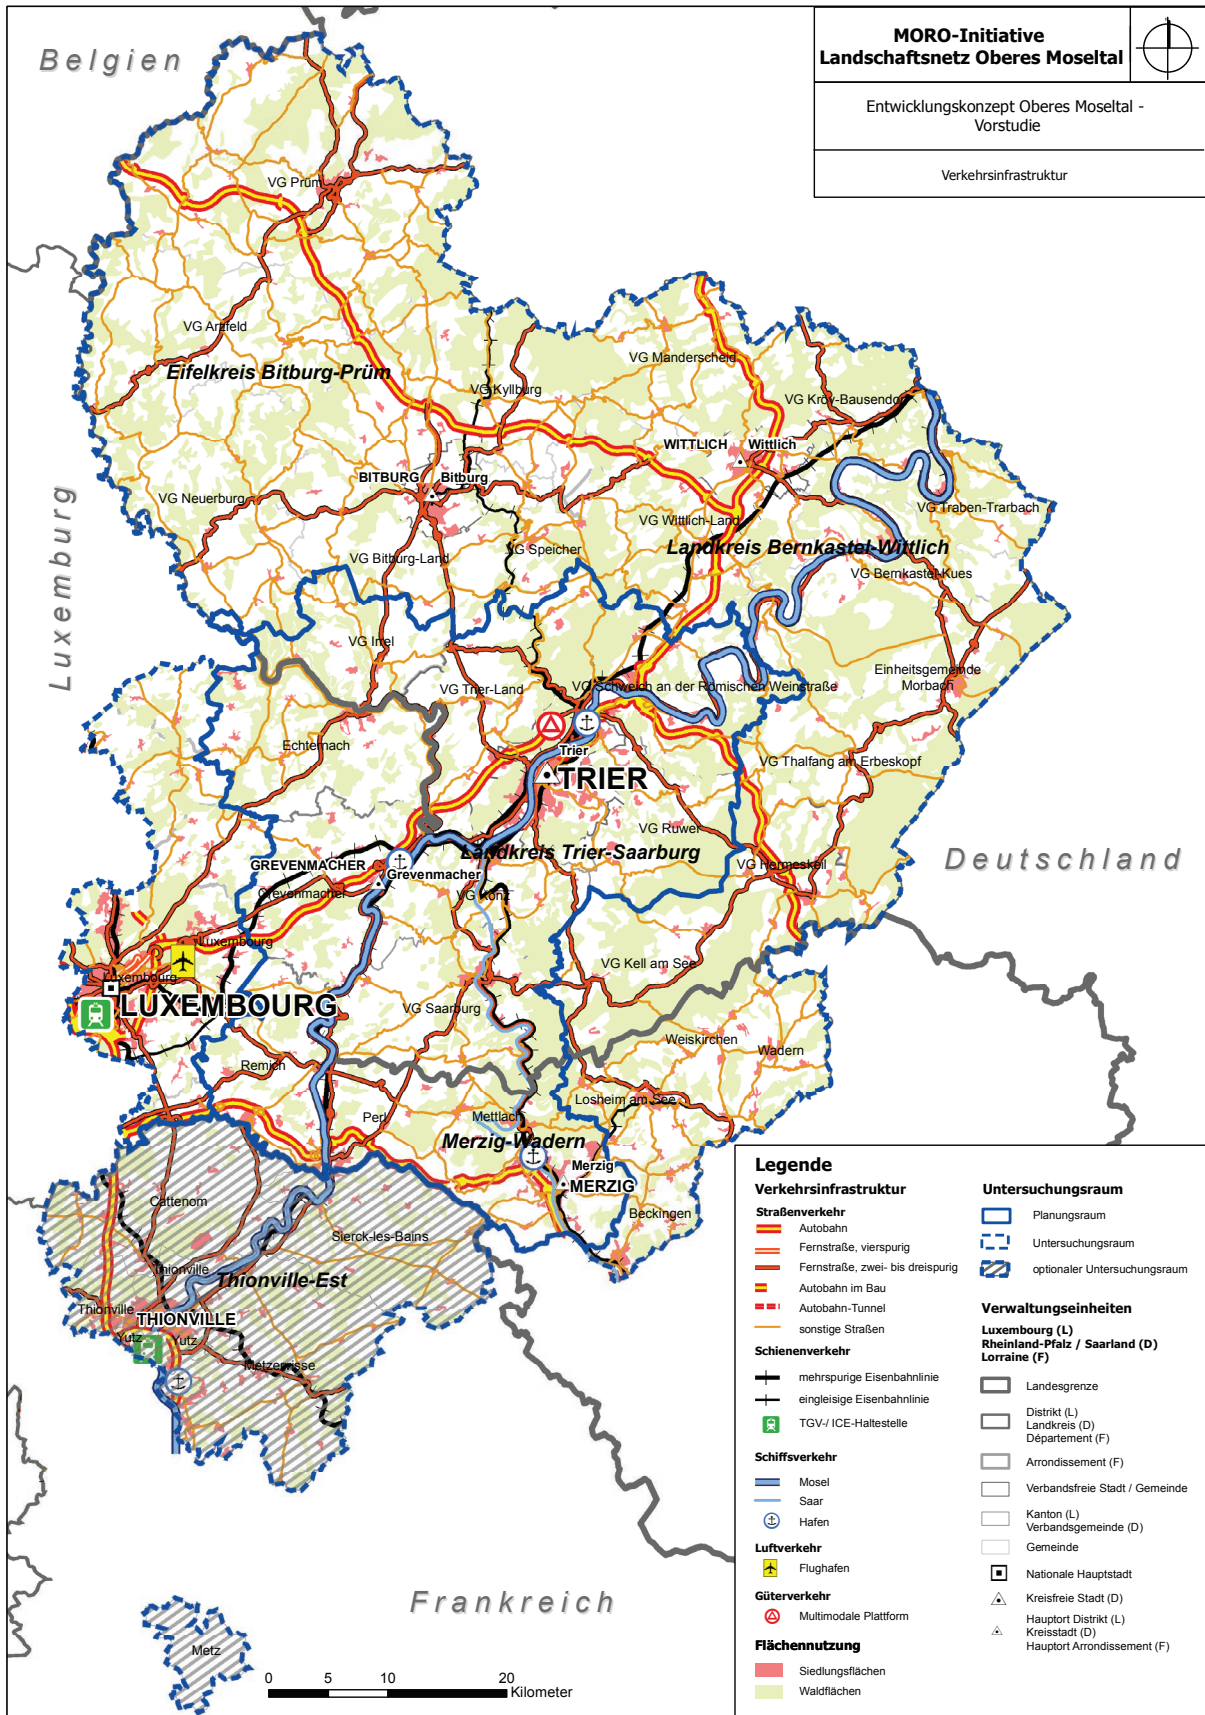 MORO-Initiative
Landschaftsnetz Oberes Moseltal
Entwicklungskonzept Oberes Moseltal -
Vorstudie
Verkehrsinfrastruktur
Belgien
Luxemburg
Deutschland
Frankreich
VG Prüm
VG Arzfeld
Eifelkreis Bitburg-Prüm
VG Manderscheid
VG Kyllburg
VG Kröv-Bausendorf
WITTLICH
Wittlich
BITBURG
Bitburg
VG Neuerburg
VG Traben-Trarbach
VG Wittlich-Land
VG Speicher
Landkreis Bernkastel-Wittlich
VG Bitburg-Land
VG Bernkastel-Kues
VG Irrel
Einheitsgemeinde
Morbach
VG Trier-Land
VG Schweich an der Römischen Weinstraße
Echternach
Trier
TRIER
VG Thalfang am Erbeskopf
VG Ruwer
Landkreis Trier-Saarburg
GREVENMACHER
Grevenmacher
Grevenmacher
VG Hermeskeil
VG Konz
Luxembourg
Luxembourg
LUXEMBOURG
VG Kell am See
VG Saarburg
Weiskirchen
Wadern
Remich
Losheim am See
Perl
Mettlach
Merzig-Wadern
Merzig
MERZIG
Cattenom
Beckingen
Sierck-les-Bains
Thionville
Thionville-Est
Thionville
THIONVILLE
Yutz
Yutz
Metzervisse
Metz
0
5
10
20
Kilometer
Legende
Verkehrsinfrastruktur
Straßenverkehr
Autobahn
Fernstraße, vierspurig
Fernstraße, zwei- bis dreispurig
Autobahn im Bau
Autobahn-Tunnel
sonstige Straßen
Schienenverkehr
mehrspurige Eisenbahnlinie
eingleisige Eisenbahnlinie
TGV-/ ICE-Haltestelle
Schiffsverkehr
Mosel
Saar
Hafen
Luftverkehr
Flughafen
Güterverkehr
Multimodale Plattform
Flächennutzung
Siedlungsflächen
Waldflächen
Untersuchungsraum
Planungsraum
Untersuchungsraum
optionaler Untersuchungsraum
Verwaltungseinheiten
Luxembourg (L)
Rheinland-Pfalz / Saarland (D)
Lorraine (F)
Landesgrenze
Distrikt (L)
Landkreis (D)
Département (F)
Arrondissement (F)
Verbandsfreie Stadt / Gemeinde
Kanton (L)
Verbandsgemeinde (D)
Gemeinde
Nationale Hauptstadt
Kreisfreie Stadt (D)
Hauptort Distrikt (L)
Kreisstadt (D)
Hauptort Arrondissement (F)